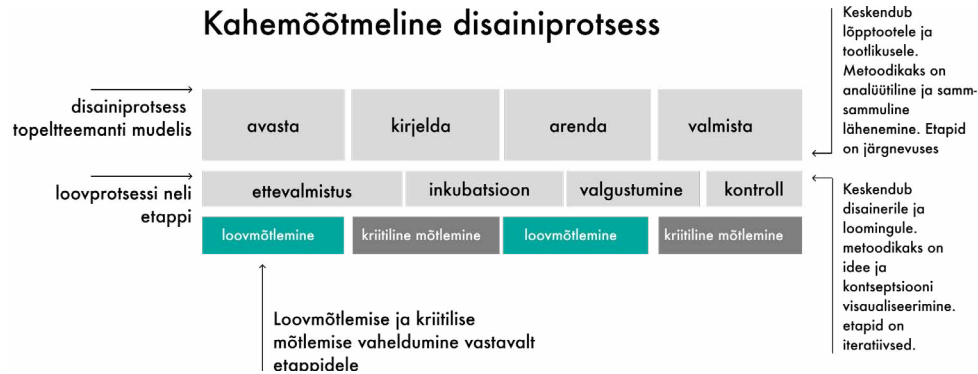 Kahemõõtmeline disainiprotsess
Keskendub
lõpptootele ja
tootlikusele.
Metoodikaks on
analüütiline ja samm-
sammuline
lähenemine. Etapid
on järgnevuses
disainiprotsess
topeltteemanti mudelis
avasta
kirjelda
arenda
valmista
loovprotsessi neli
etappi
ettevalmistus
inkubatsioon
valgustumine
kontroll
loovmõtlemine
kriitiline mõtlemine
loovmõtlemine
kriitiline mõtlemine
Keskendub
disainerile ja
loomingule.
metoodikaks on
idee ja
kontseptsiooni
visaualiseerimine.
etapid on
iteratiivsed.
Loovmõtlemise ja kriitilise
mõtlemise vaheldumine vastavalt
etappidele